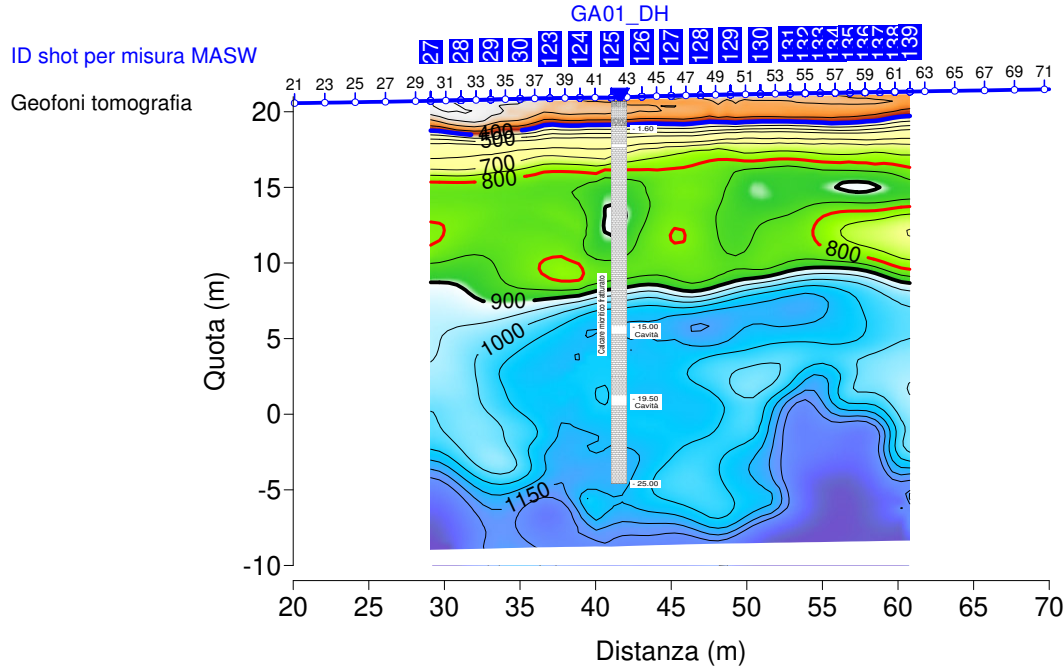 GA01_DH
ID shot per misura MASW
27 28 29 30 123 124 125 126 127 128 129 130 131 132 133 134 135 136 137 138 139
21 23 25 27 29 31 33 35 37 39 41 43 45 47 49 51 53 55 57 59 61 63 65 67 69 71
Geofoni tomografia
20
15
10
5
0
-5
-10
Quota (m)
400
500
700
800
800
900
1000
1150
- 1.60
Calcare micritico fratturato
- 15.00
Cavità
- 19.50
Cavità
- 25.00
20 25 30 35 40 45 50 55 60 65 70
Distanza (m)